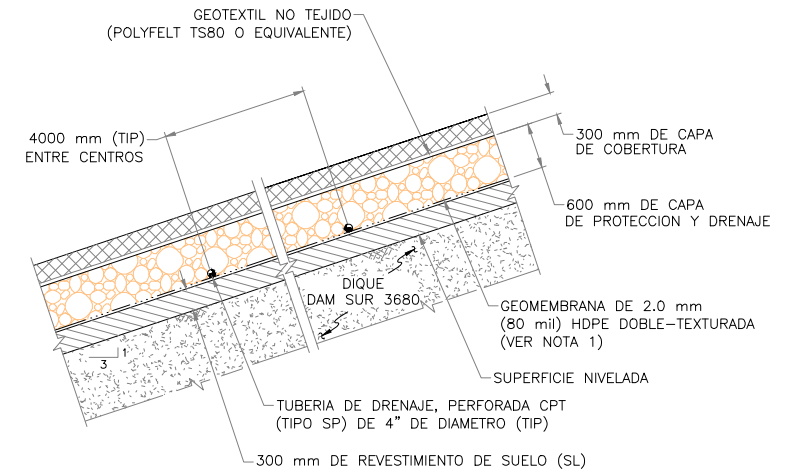 GEOTEXTIL NO TEJIDO
(POLYFELT TS80 O EQUIVALENTE)
4000 mm (TIP)
ENTRE CENTROS
300 mm DE CAPA
DE COBERTURA
600 mm DE CAPA
DE PROTECCION Y DRENAJE
DIQUE
DAM SUR 3680
GEOMEMBRANA DE 2.0 mm
(80 mil) HDPE DOBLE-TEXTURADA
(VER NOTA 1)
1
3
SUPERFICIE NIVELADA
TUBERIA DE DRENAJE, PERFORADA CPT
(TIPO SP) DE 4" DE DIAMETRO (TIP)
300 mm DE REVESTIMIENTO DE SUELO (SL)